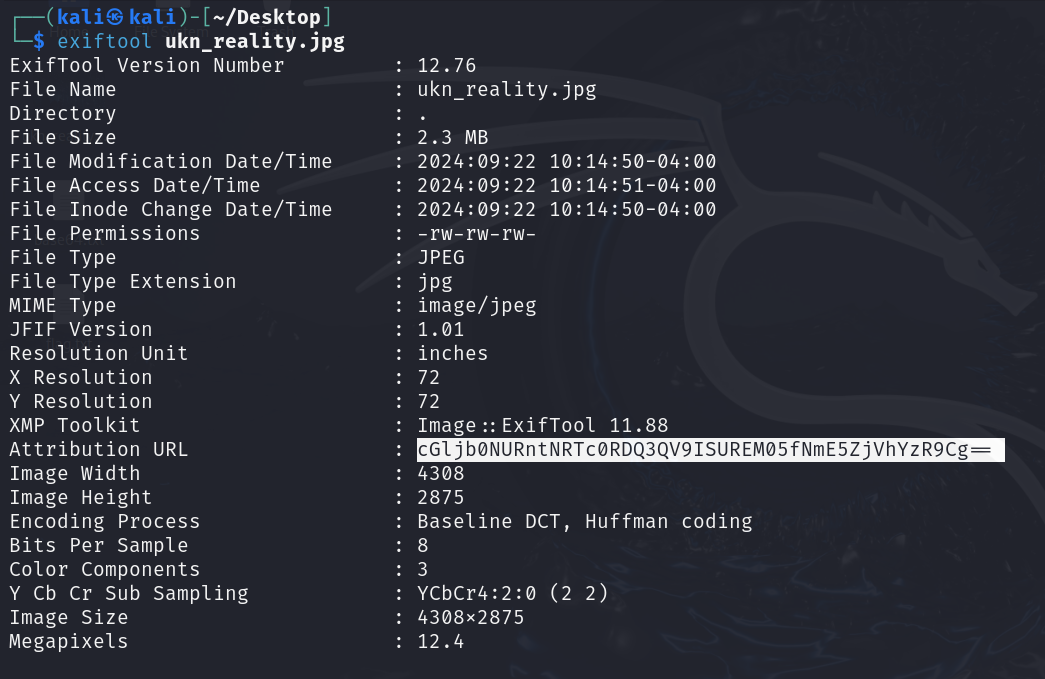 ┌──(kali㉿kali)-[~/Desktop]
└─$ exiftool ukn_reality.jpg
ExifTool Version Number : 12.76
File Name : ukn_reality.jpg
Directory : .
File Size : 2.3 MB
File Modification Date/Time : 2024:09:22 10:14:50-04:00
File Access Date/Time : 2024:09:22 10:14:51-04:00
File Inode Change Date/Time : 2024:09:22 10:14:50-04:00
File Permissions : -rw-rw-rw-
File Type : JPEG
File Type Extension : jpg
MIME Type : image/jpeg
JFIF Version : 1.01
Resolution Unit : inches
X Resolution : 72
Y Resolution : 72
XMP Toolkit : Image::ExifTool 11.88
Attribution URL : cGljb0NURntNRTc0RDQ3QV9ISUREM05fNmE5ZjVhYzR9Cg==
Image Width : 4308
Image Height : 2875
Encoding Process : Baseline DCT, Huffman coding
Bits Per Sample : 8
Color Components : 3
Y Cb Cr Sub Sampling : YCbCr4:2:0 (2 2)
Image Size : 4308×2875
Megapixels : 12.4